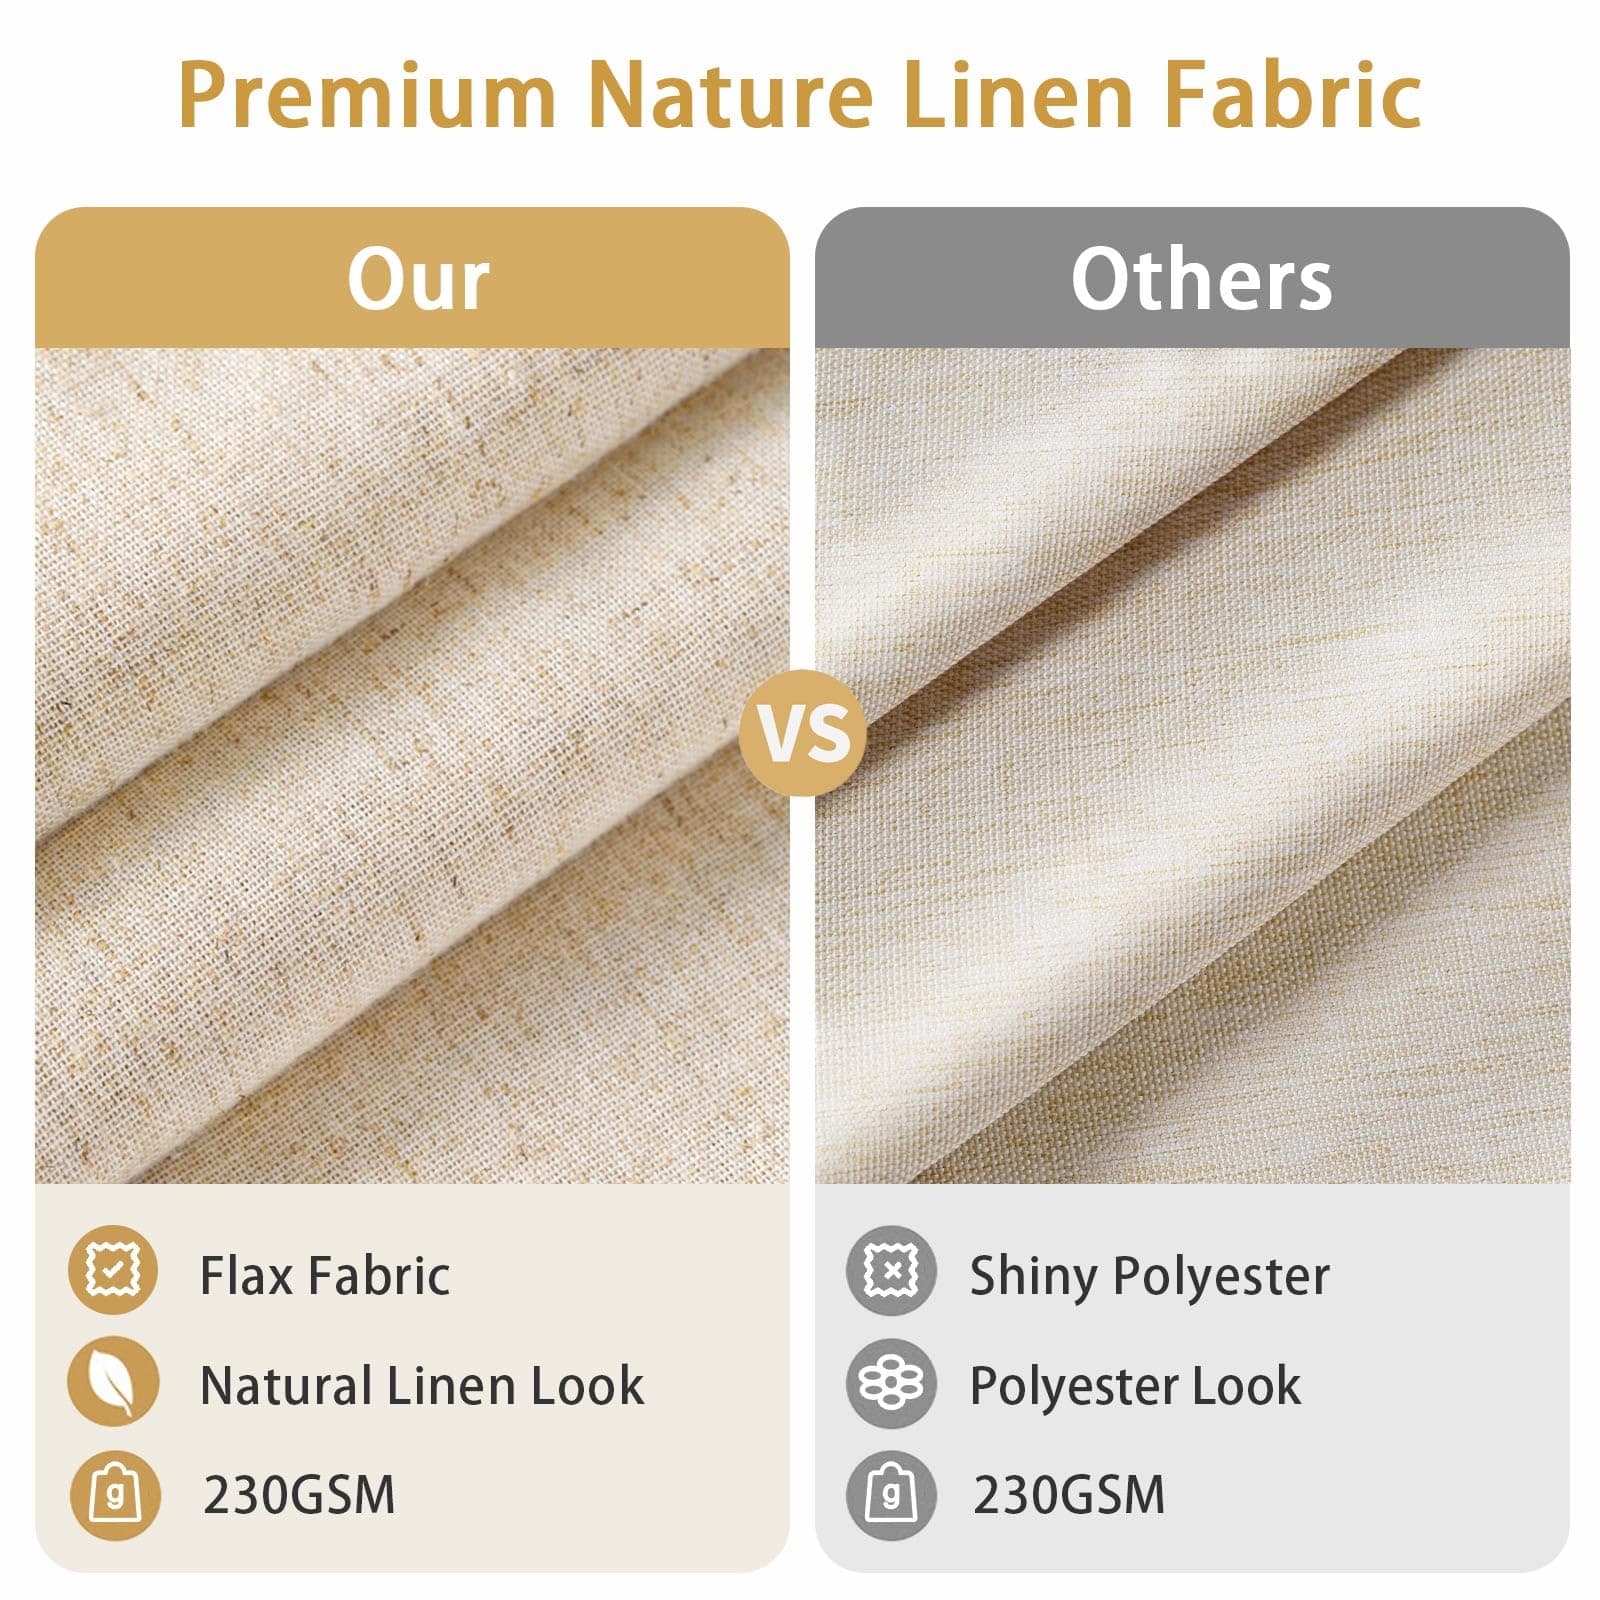 Premium Nature Linen Fabric
Our
Others
VS
Flax Fabric
Natural Linen Look
g 230GSM
Shiny Polyester
Polyester Look
g 230GSM